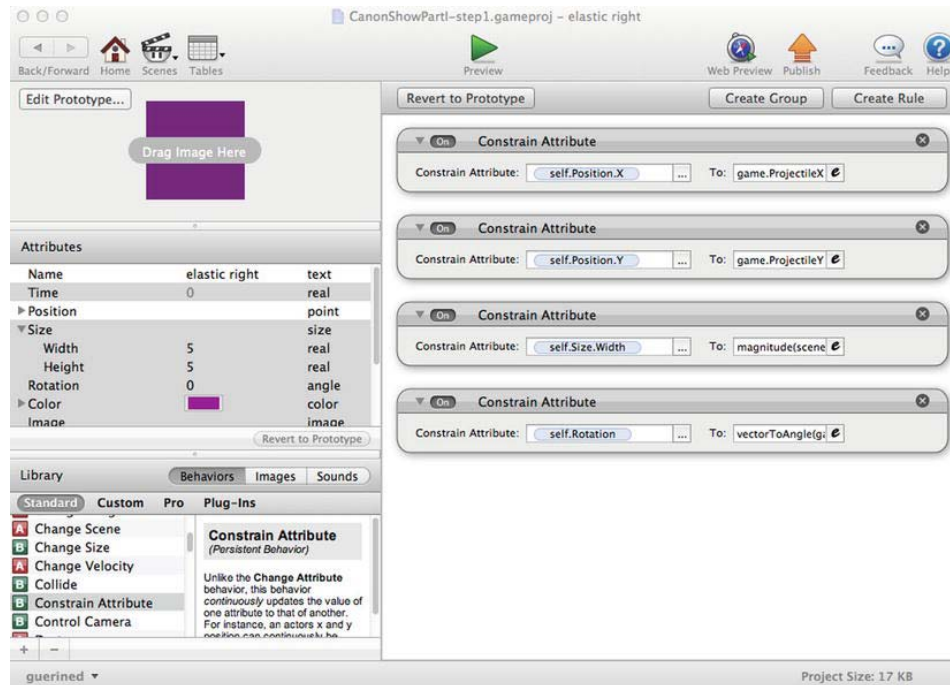 CanonShowPartI-step1.gameproj – elastic right
Back/Forward Home Scenes Tables Preview Web Preview Publish Feedback Help
Edit Prototype...
Drag Image Here
Attributes
Name elastic right text
Time 0 real
Position point
Size size
Width 5 real
Height 5 real
Rotation 0 angle
Color color
Image image
Revert to Prototype
Library Behaviors Images Sounds
Standard Custom Pro Plug-Ins
Change Scene
Change Size
Change Velocity
Collide
Constrain Attribute
Control Camera
Constrain Attribute
(Persistent Behavior)
Unlike the Change Attribute
behavior, this behavior
continuously updates the value of
one attribute to that of another.
For instance, an actors x and y
position can continuously be
+ −
guerined
Revert to Prototype Create Group Create Rule
On Constrain Attribute
Constrain Attribute: self.Position.X ... To: game.ProjectileX e
On Constrain Attribute
Constrain Attribute: self.Position.Y ... To: game.ProjectileY e
On Constrain Attribute
Constrain Attribute: self.Size.Width ... To: magnitude(scene e
On Constrain Attribute
Constrain Attribute: self.Rotation ... To: vectorToAngle(ga e
Project Size: 17 KB